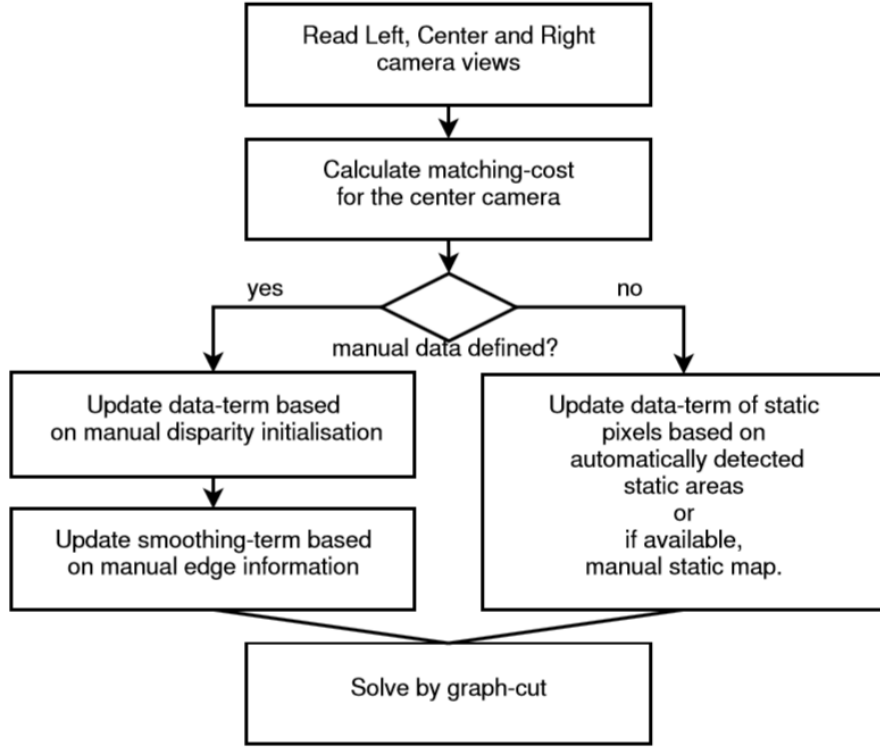 Read Left, Center and Right
camera views
Calculate matching-cost
for the center camera
yes
no
manual data defined?
Update data-term based
on manual disparity initialisation
Update smoothing-term based
on manual edge information
Update data-term of static
pixels based on
automatically detected
static areas
or
if available,
manual static map.
Solve by graph-cut